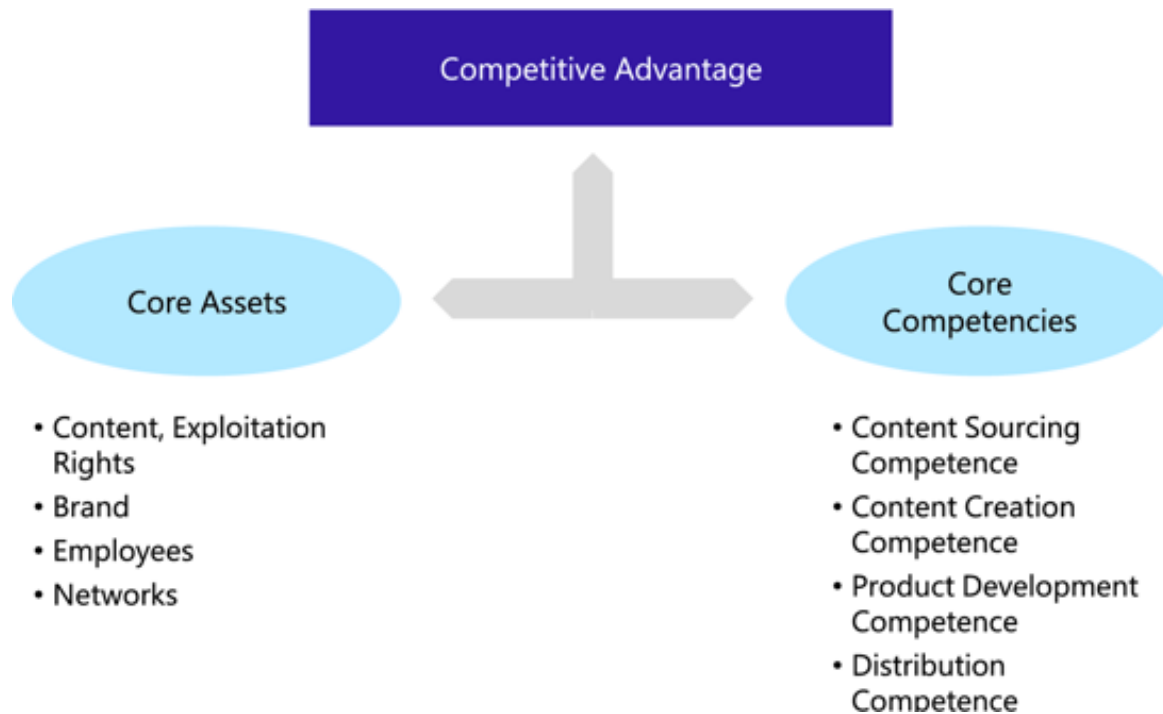 Competitive Advantage
Core Assets
• Content, Exploitation
Rights
• Brand
• Employees
• Networks
Core
Competencies
• Content Sourcing
Competence
• Content Creation
Competence
• Product Development
Competence
• Distribution
Competence